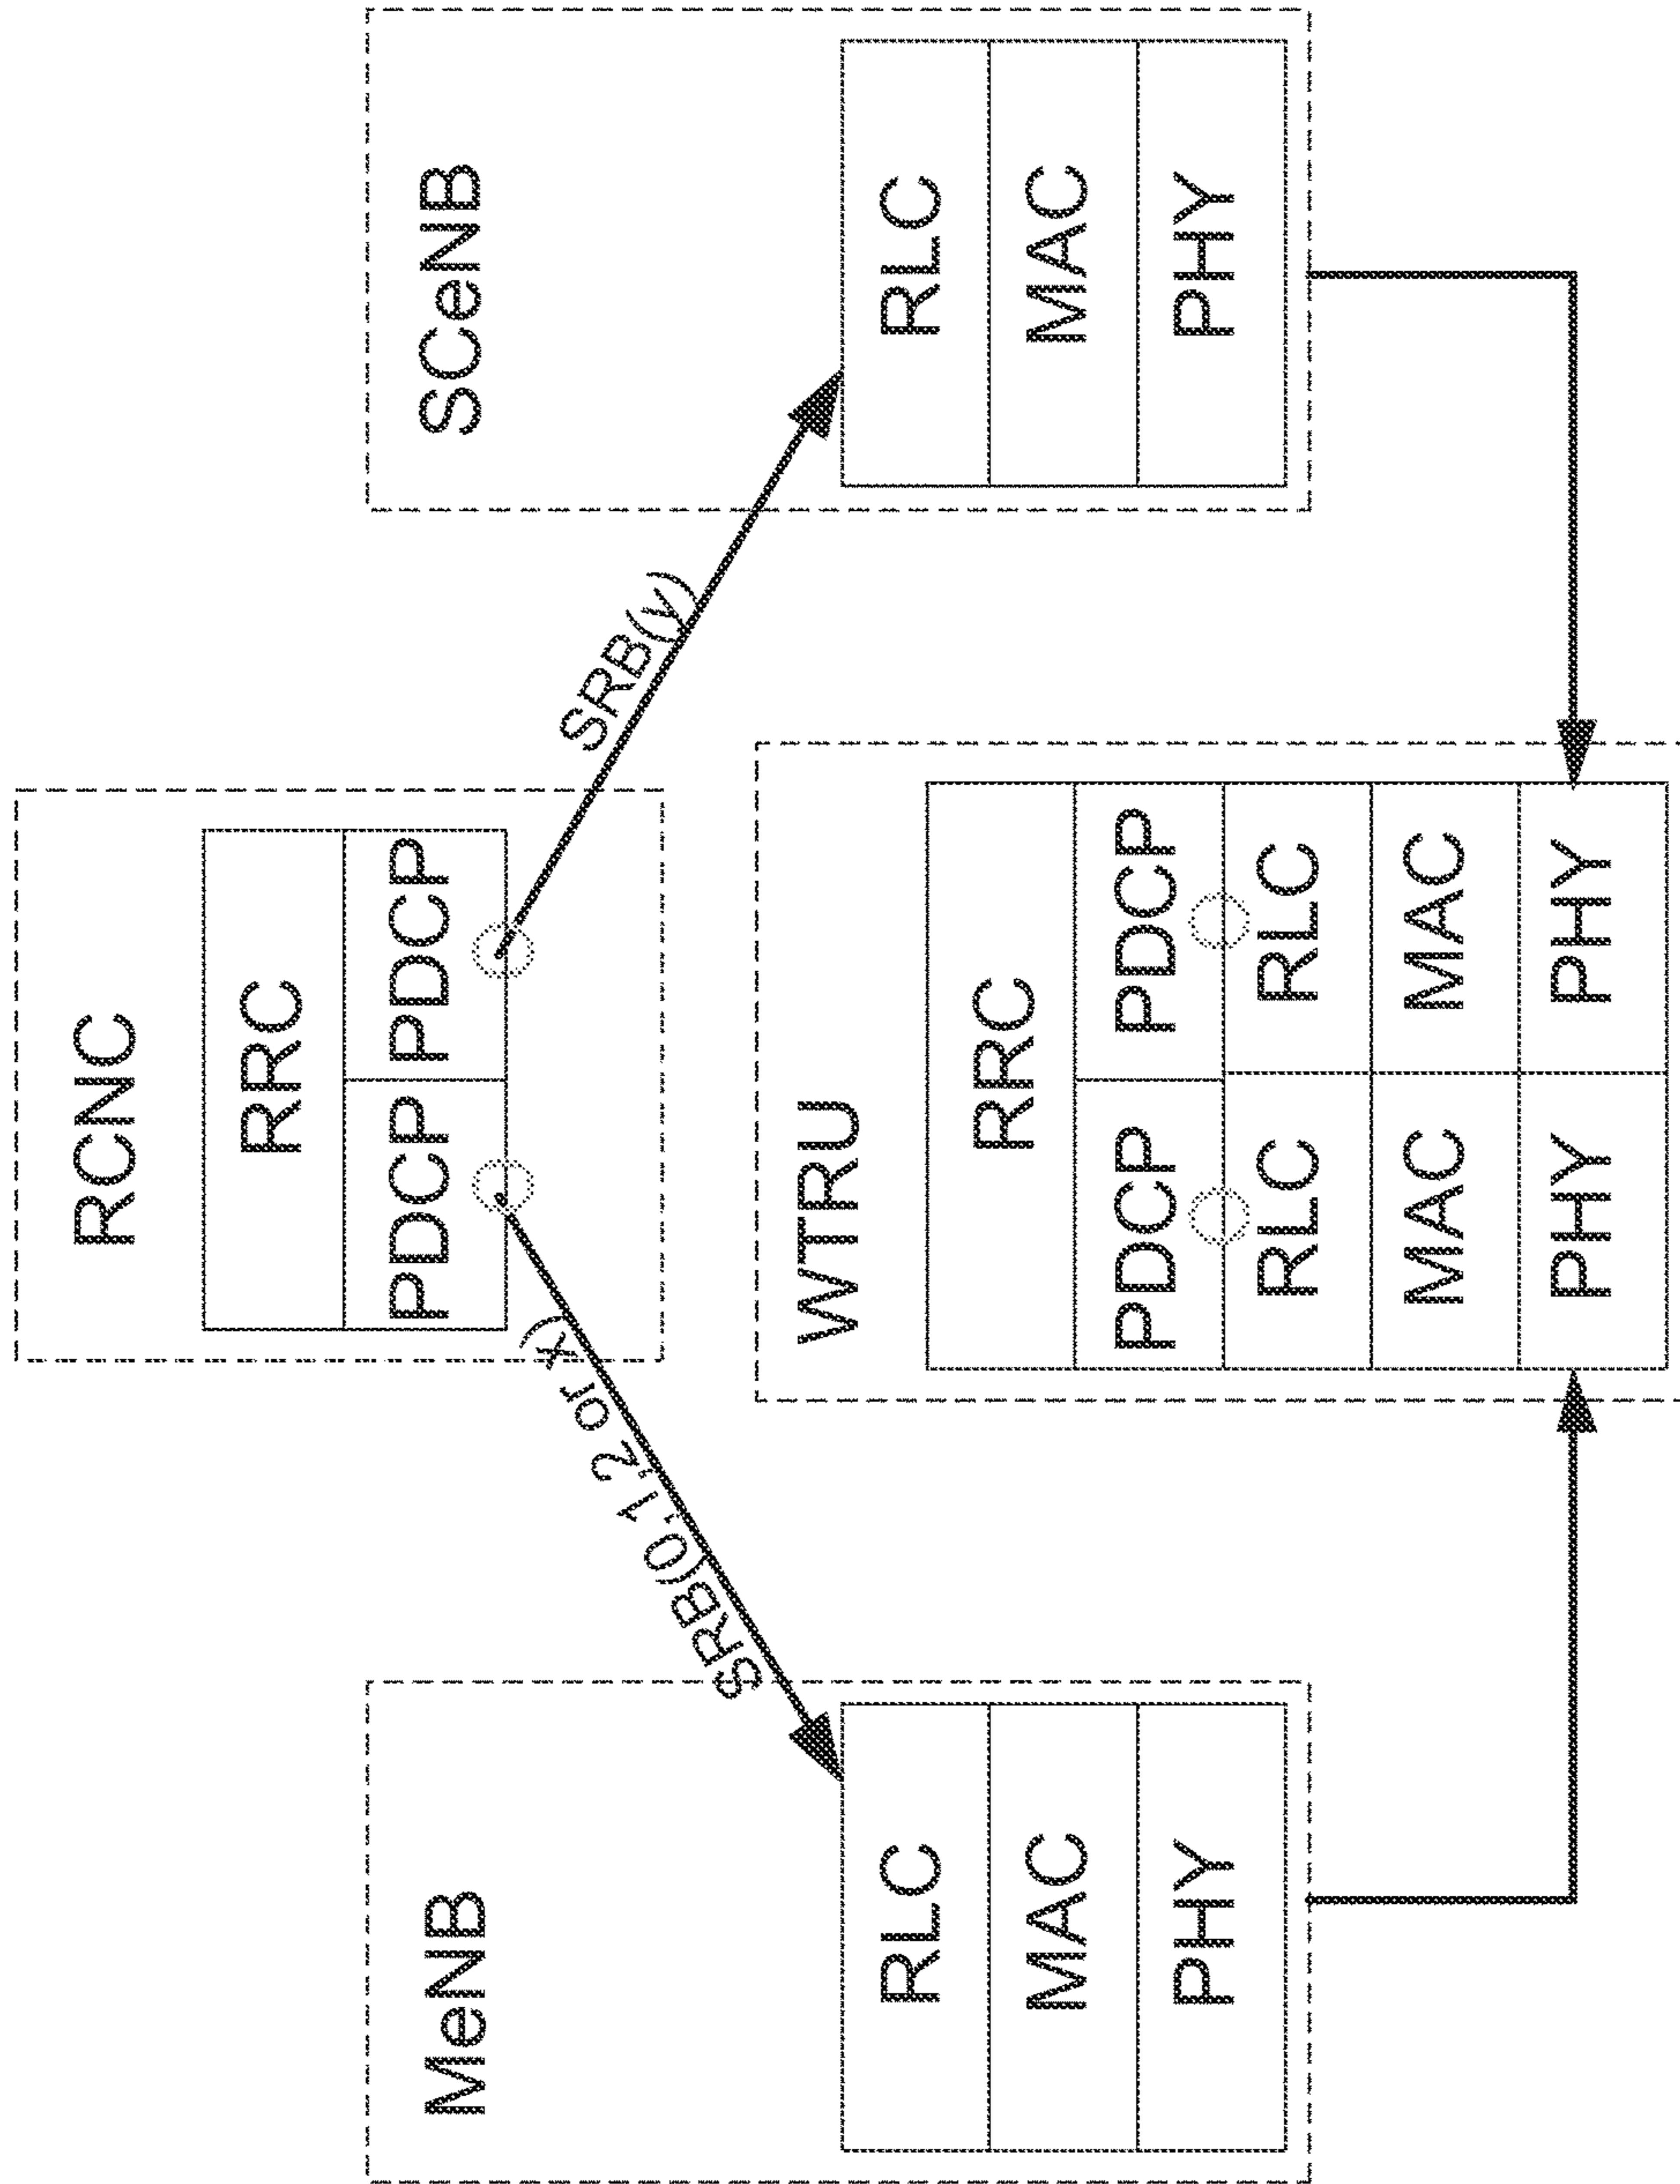 RCNC
RRC
PDCP PDCP
SRB(0,1,2 or x)
SRB(y)
MeNB
RLC
MAC
PHY
SCeNB
RLC
MAC
PHY
WTRU
RRC
PDCP PDCP
RLC RLC
MAC MAC
PHY PHY